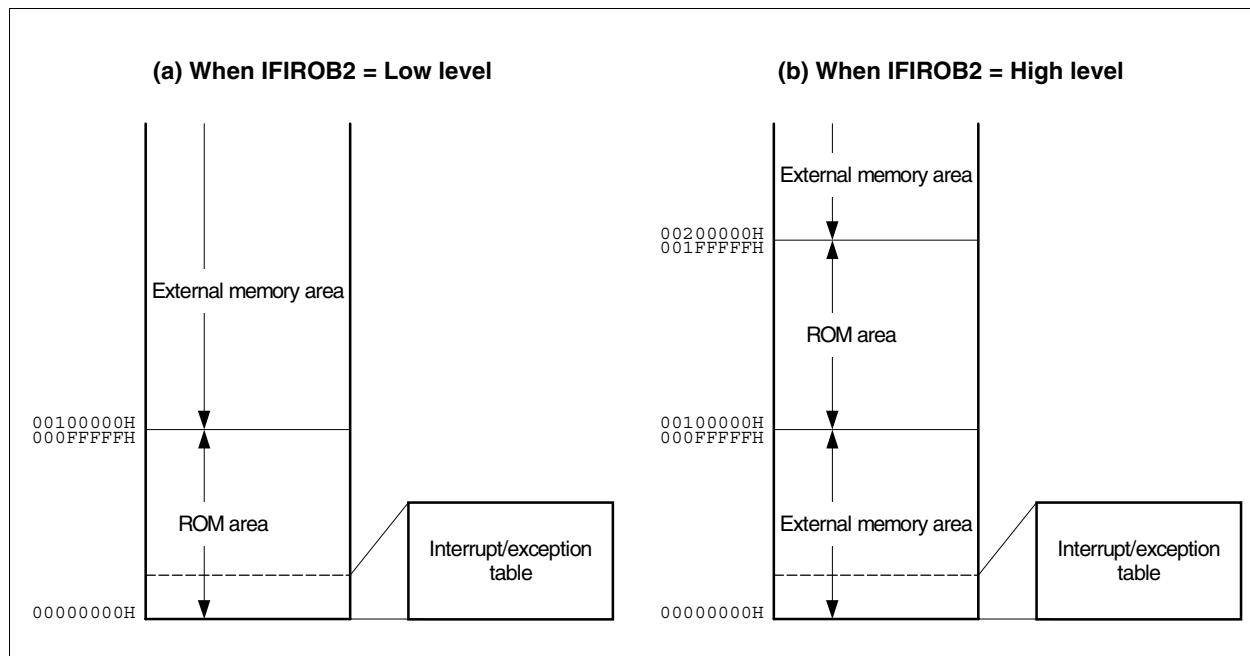 (a) When IFIROB2 = Low level
External memory area
00100000H
000FFFFFH
ROM area
Interrupt/exception
table
00000000H
(b) When IFIROB2 = High level
External memory area
00200000H
001FFFFFH
ROM area
00100000H
000FFFFFH
External memory area
Interrupt/exception
table
00000000H